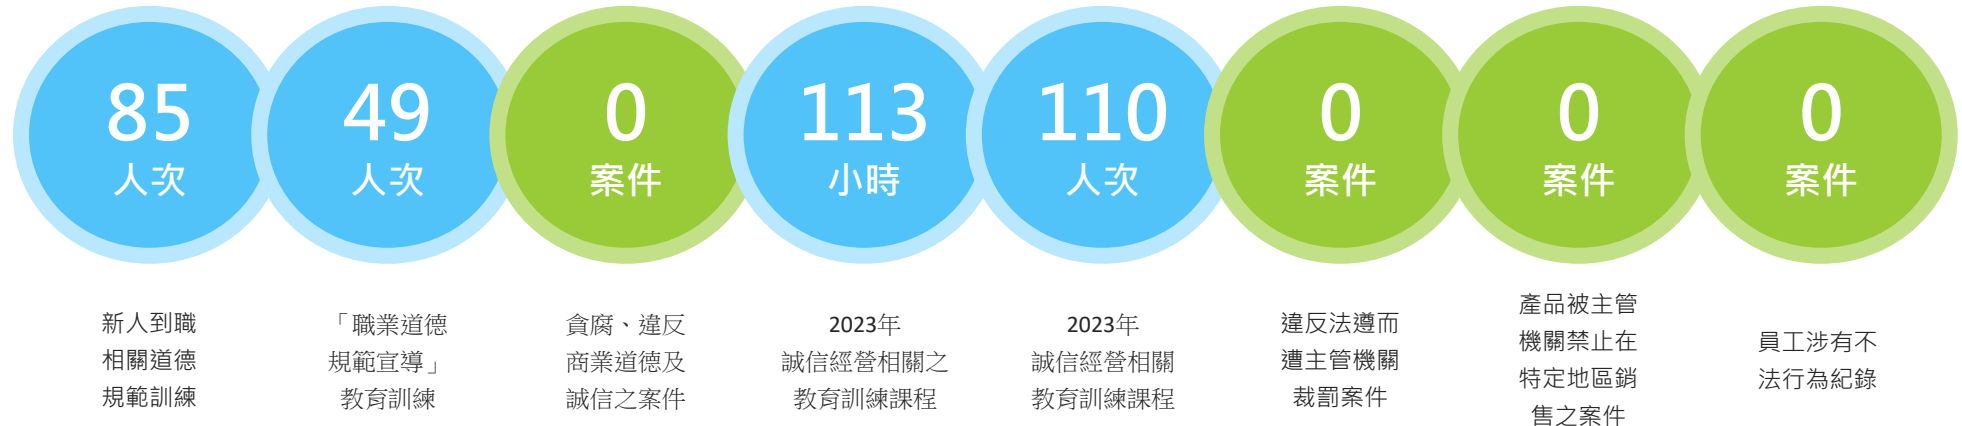 85
人次
新人到職
相關道德
規範訓練
49
人次
「職業道德
規範宣導」
教育訓練
0
案件
貪腐、違反
商業道德及
誠信之案件
113
小時
2023年
誠信經營相關之
教育訓練課程
110
人次
2023年
誠信經營相關
教育訓練課程
0
案件
違反法遵而
遭主管機關
裁罰案件
0
案件
產品被主管
機關禁止在
特定地區銷
售之案件
0
案件
員工涉有不
法行為紀錄